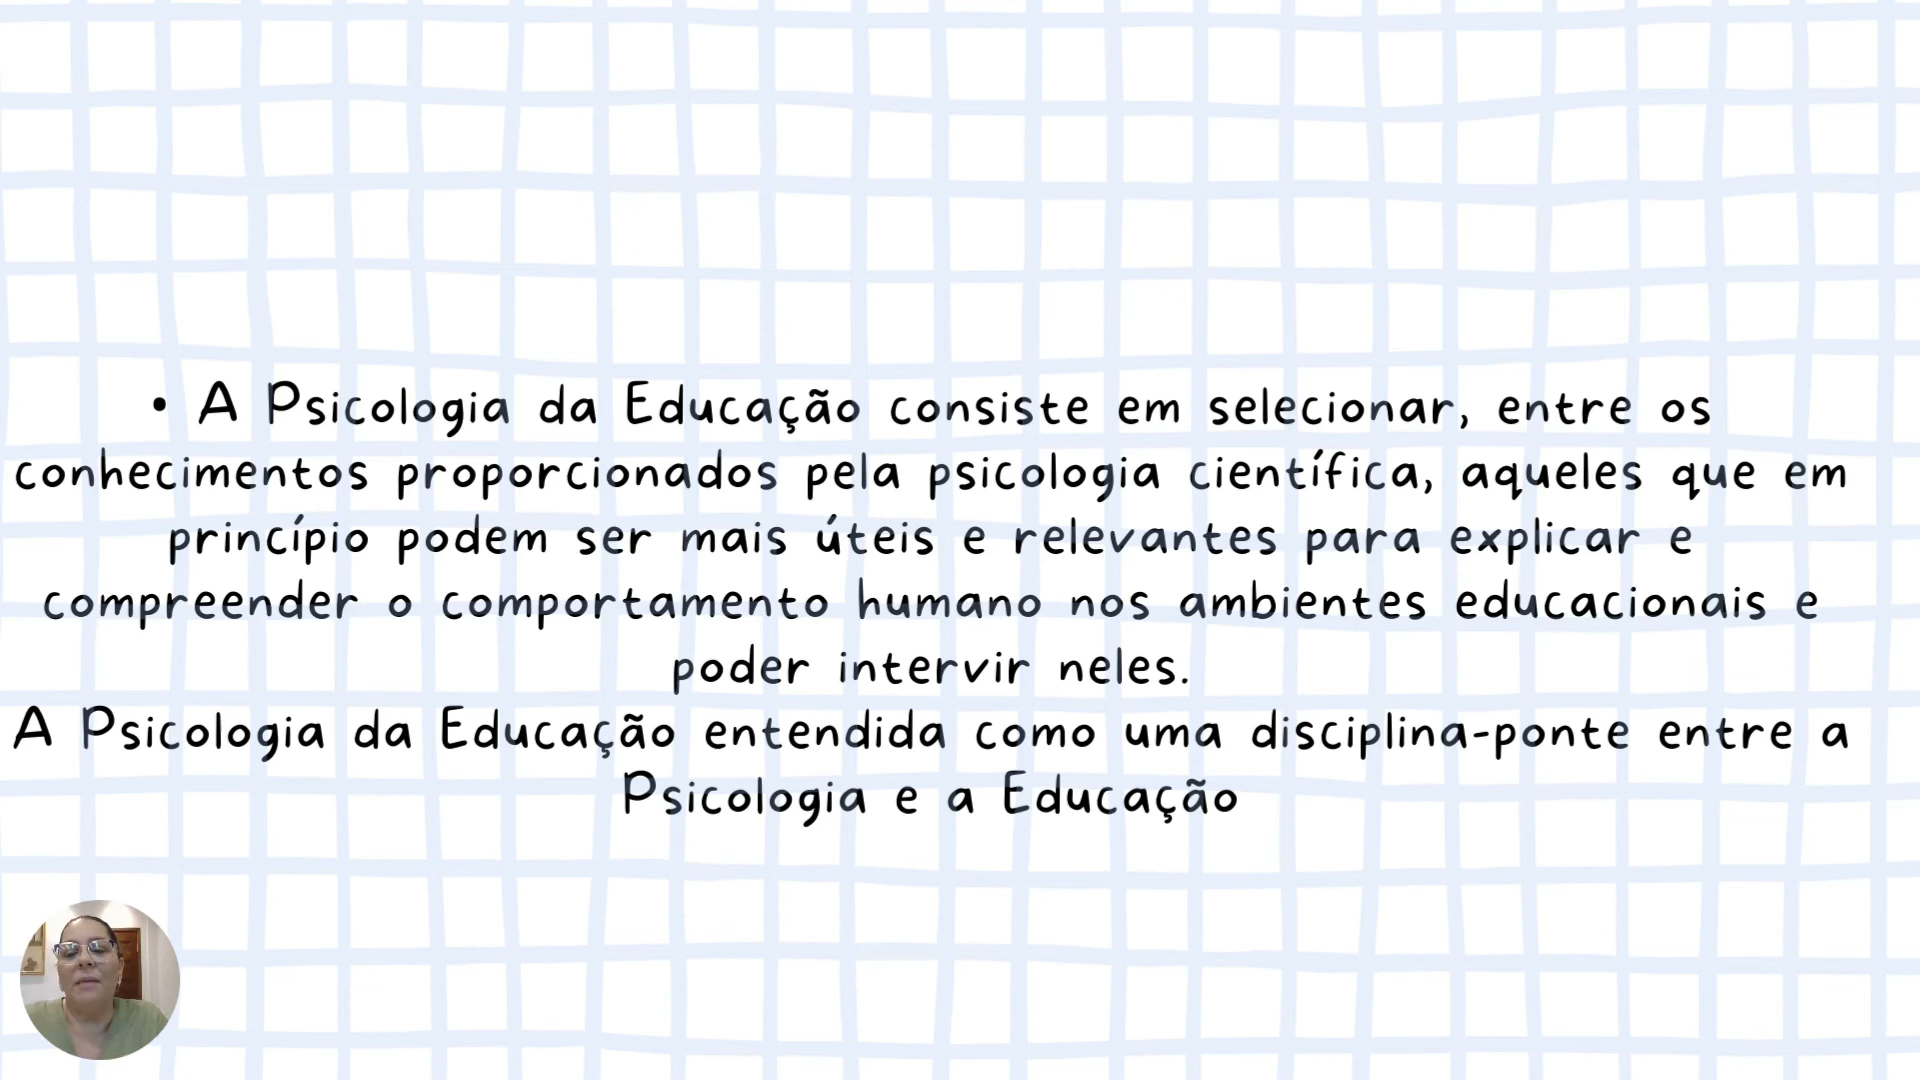 • A Psicologia da Educação consiste em selecionar, entre os
conhecimentos proporcionados pela psicologia científica, aqueles que em
princípio podem ser mais úteis e relevantes para explicar e
compreender o comportamento humano nos ambientes educacionais e
poder intervir neles.
A Psicologia da Educação entendida como uma disciplina-ponte entre a
Psicologia e a Educação